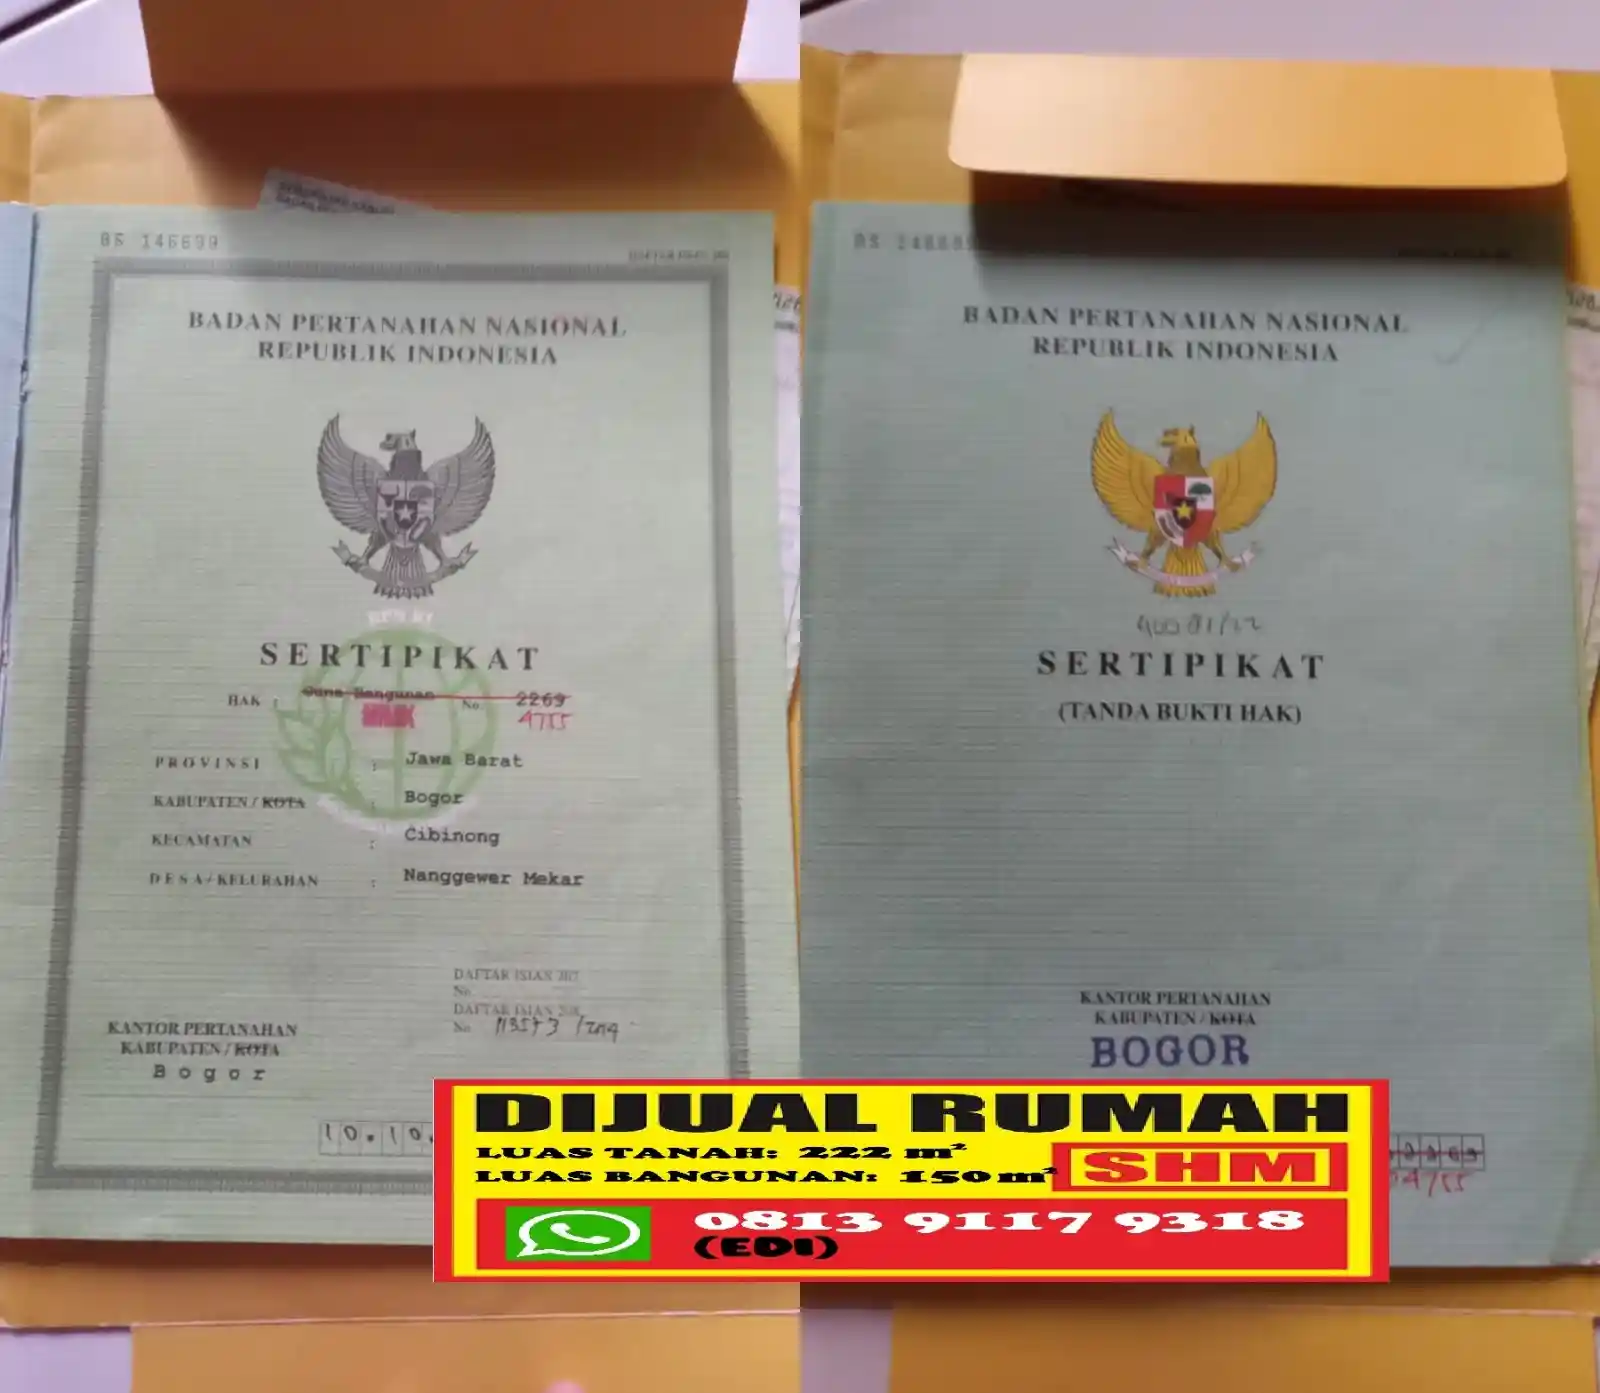 BADAN PERTANAHAN NASIONAL
REPUBLIK INDONESIA
SERTIPIKAT
HAK : Guna Bangunan No. 2269
4755
PROVINSI : Jawa Barat
KABUPATEN / KOTA : Bogor
KECAMATAN : Cibinong
DESA / KELURAHAN : Nanggewer Mekar
DAFTAR ISIAN 307
No.
DAFTAR ISIAN 208
No.
KANTOR PERTANAHAN
KABUPATEN / KOTA
Bogor
10.10.
BADAN PERTANAHAN NASIONAL
REPUBLIK INDONESIA
SERTIPIKAT
(TANDA BUKTI HAK)
KANTOR PERTANAHAN
KABUPATEN / KOTA
BOGOR
4755
DIJUAL RUMAH
LUAS TANAH: 222 m²
LUAS BANGUNAN: 150 m²
SHM
0813 9117 9318
(EDI)